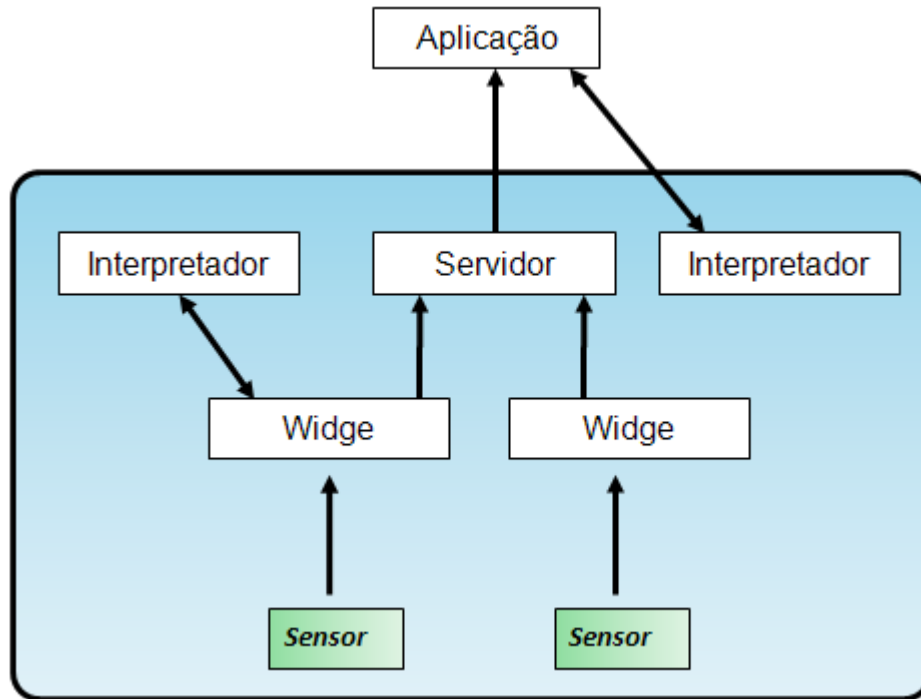 Aplicação
Interpretador
Servidor
Interpretador
Widge
Widge
Sensor
Sensor